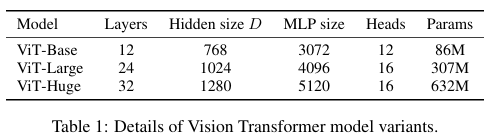 Model Layers Hidden size D MLP size Heads Params
ViT-Base 12 768 3072 12 86M
ViT-Large 24 1024 4096 16 307M
ViT-Huge 32 1280 5120 16 632M
Table 1: Details of Vision Transformer model variants.